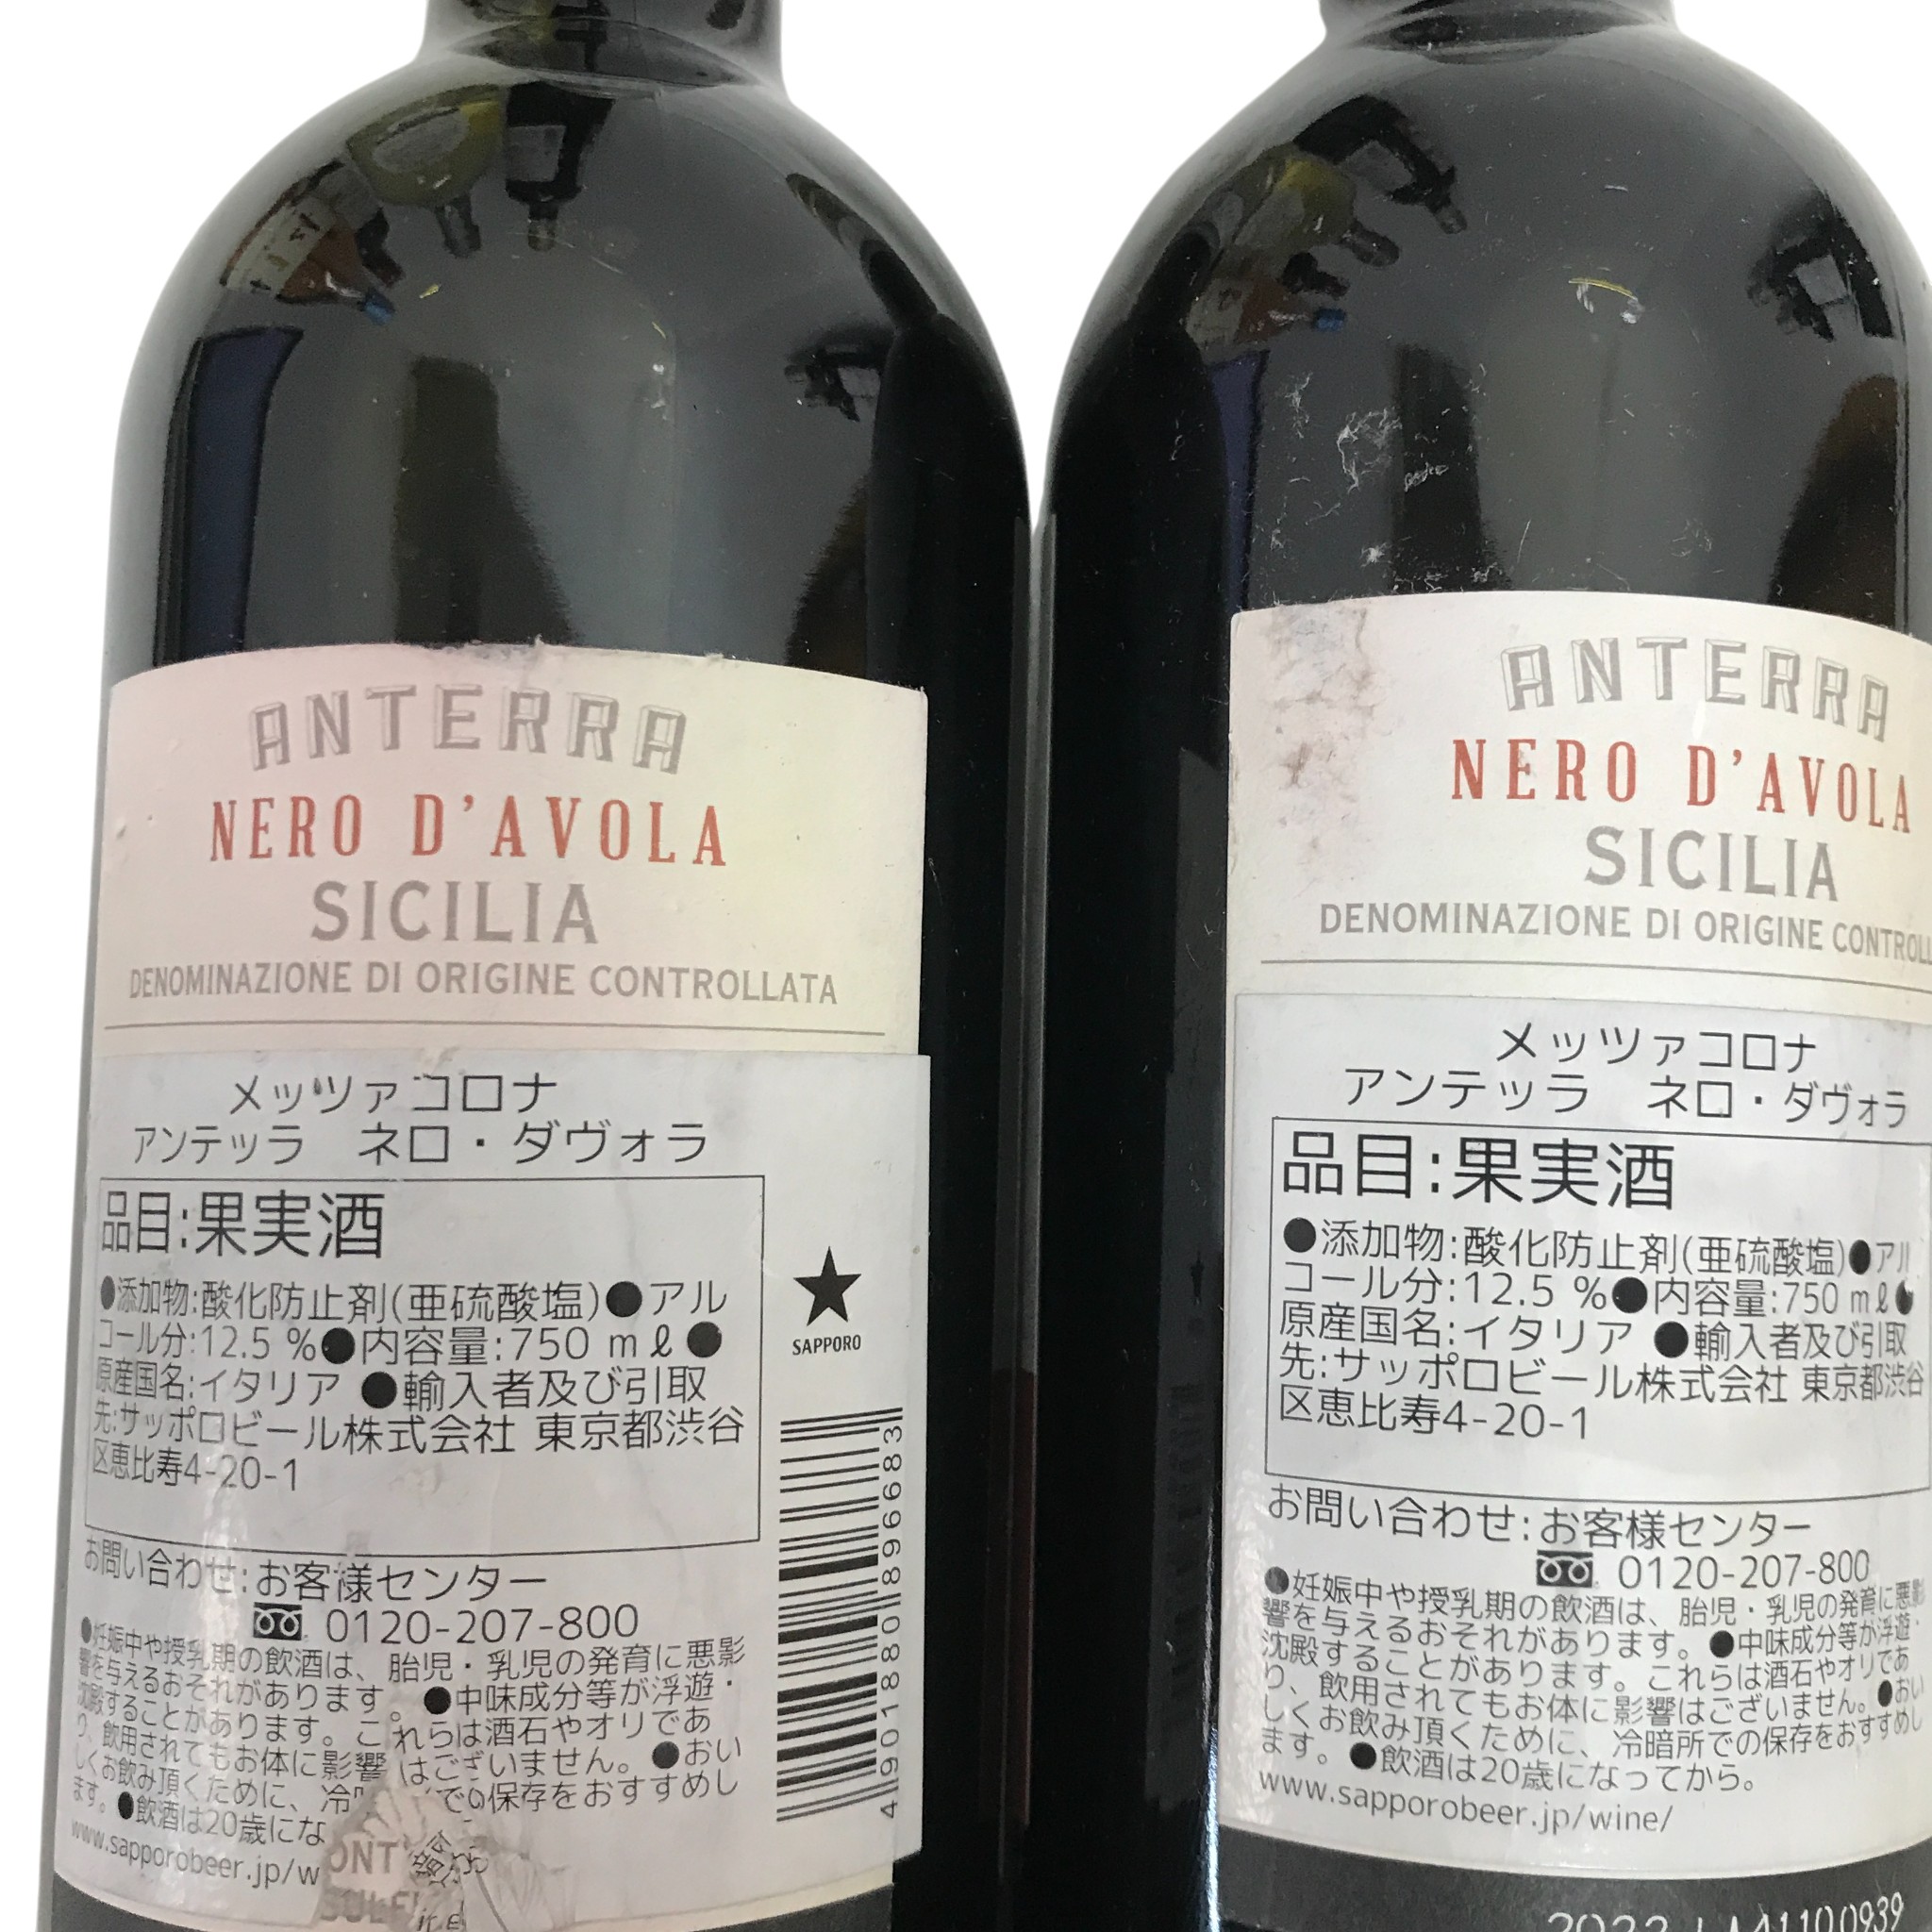 ANTERRA
NERO D'AVOLA
SICILIA
DENOMINAZIONE DI ORIGINE CONTROLLATA
メッツァコロナ
アンテッラ　ネロ・ダヴォラ
品目:果実酒
●添加物:酸化防止剤(亜硫酸塩)●アル
コール分:12.5 %●内容量:750 mℓ●
原産国名:イタリア ●輸入者及び引取
先:サッポロビール株式会社 東京都渋谷
区恵比寿4-20-1
お問い合わせ:お客様センター
0120-207-800
●妊娠中や授乳期の飲酒は、胎児・乳児の発育に悪影
響を与えるおそれがあります。●中味成分等が浮遊・
沈殿することがあります。これらは酒石やオリであ
り、飲用されてもお体に影響はございません。●おい
しくお飲み頂くために、冷 での保存をおすすめし
ます。●飲酒は20歳にな
www.sapporobeer.jp/w
ONT
SULFI
SAPPORO
4 901880 896683
ANTERRA
NERO D'AVOLA
SICILIA
DENOMINAZIONE DI ORIGINE CONTROLL
メッツァコロナ
アンテッラ　ネロ・ダヴォラ
品目:果実酒
●添加物:酸化防止剤(亜硫酸塩)●アル
コール分:12.5 %●内容量:750 mℓ●
原産国名:イタリア ●輸入者及び引取
先:サッポロビール株式会社 東京都渋谷
区恵比寿4-20-1
お問い合わせ:お客様センター
0120-207-800
●妊娠中や授乳期の飲酒は、胎児・乳児の発育に悪影
響を与えるおそれがあります。●中味成分等が浮遊・
沈殿することがあります。これらは酒石やオリであ
り、飲用されてもお体に影響はございません。●おい
しくお飲み頂くために、冷暗所での保存をおすすめし
ます。●飲酒は20歳になってから。
www.sapporobeer.jp/wine/